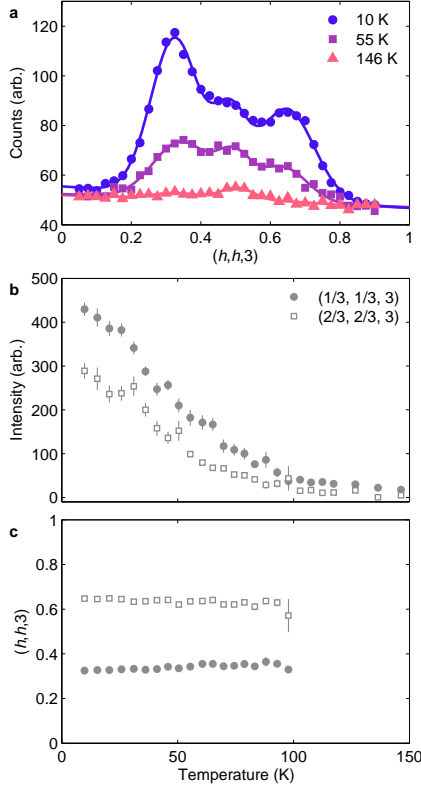 a
10 K
55 K
146 K
120
100
80
60
40
Counts (arb.)
0
0.2
0.4
0.6
0.8
1
(h,h,3)
b
(1/3, 1/3, 3)
(2/3, 2/3, 3)
500
400
300
200
100
0
Intensity (arb.)
c
1
0.8
0.6
0.4
0.2
0
(h,h,3)
0
50
100
150
Temperature (K)